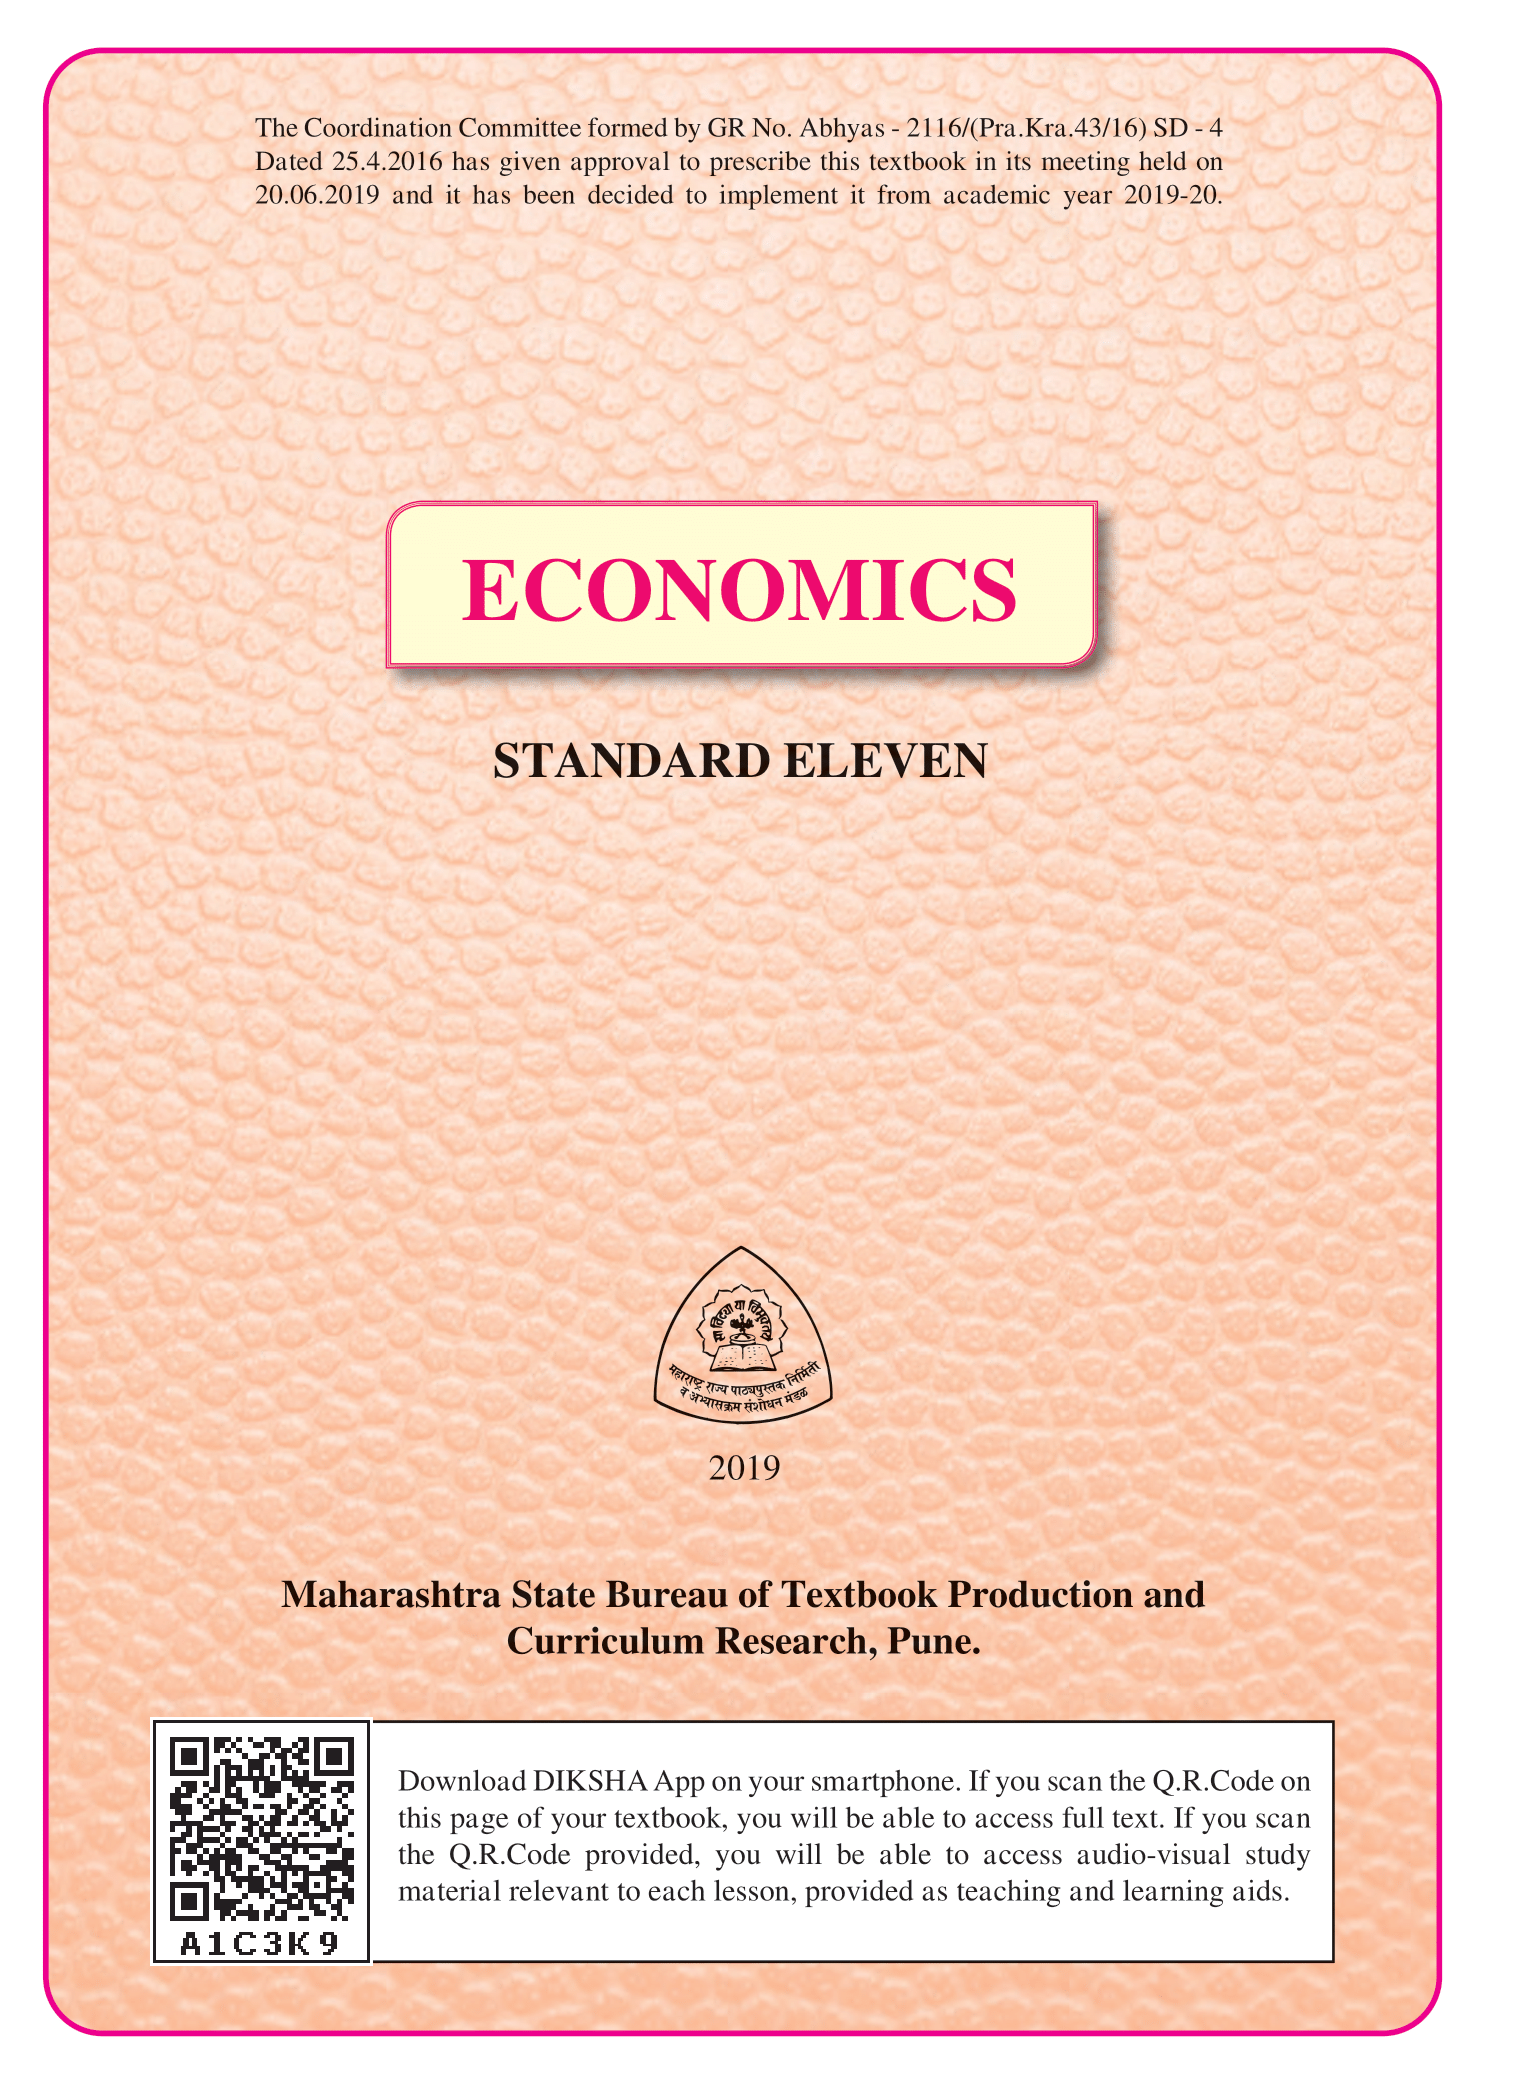 The Coordination Committee formed by GR No. Abhyas - 2116/(Pra.Kra.43/16) SD - 4
Dated 25.4.2016 has given approval to prescribe this textbook in its meeting held on
20.06.2019 and it has been decided to implement it from academic year 2019-20.
ECONOMICS
STANDARD ELEVEN
सा विद्या या विमुक्तये
महाराष्ट्र राज्य पाठ्यपुस्तक निर्मिती
व अभ्यासक्रम संशोधन मंडळ
2019
Maharashtra State Bureau of Textbook Production and
Curriculum Research, Pune.
Download DIKSHA App on your smartphone. If you scan the Q.R.Code on
this page of your textbook, you will be able to access full text. If you scan
the Q.R.Code provided, you will be able to access audio-visual study
material relevant to each lesson, provided as teaching and learning aids.
A1C3K9